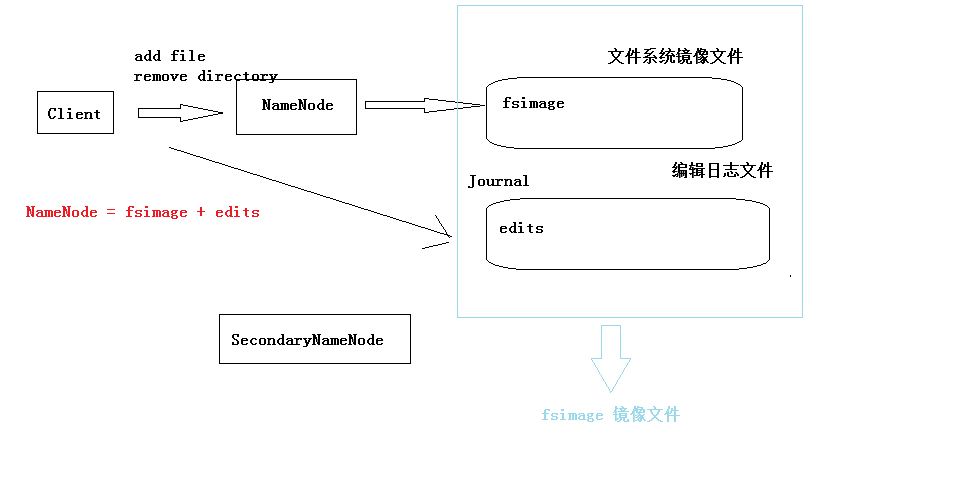 add file
remove directory
Client
NameNode
文件系统镜像文件
fsimage
编辑日志文件
Journal
edits
NameNode = fsimage + edits
SecondaryNameNode
fsimage 镜像文件